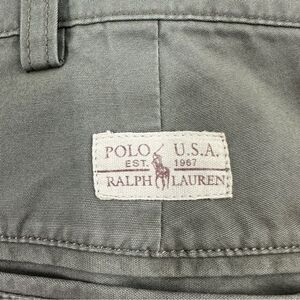 POLO U.S.A.
EST. 1967
RALPH LAUREN